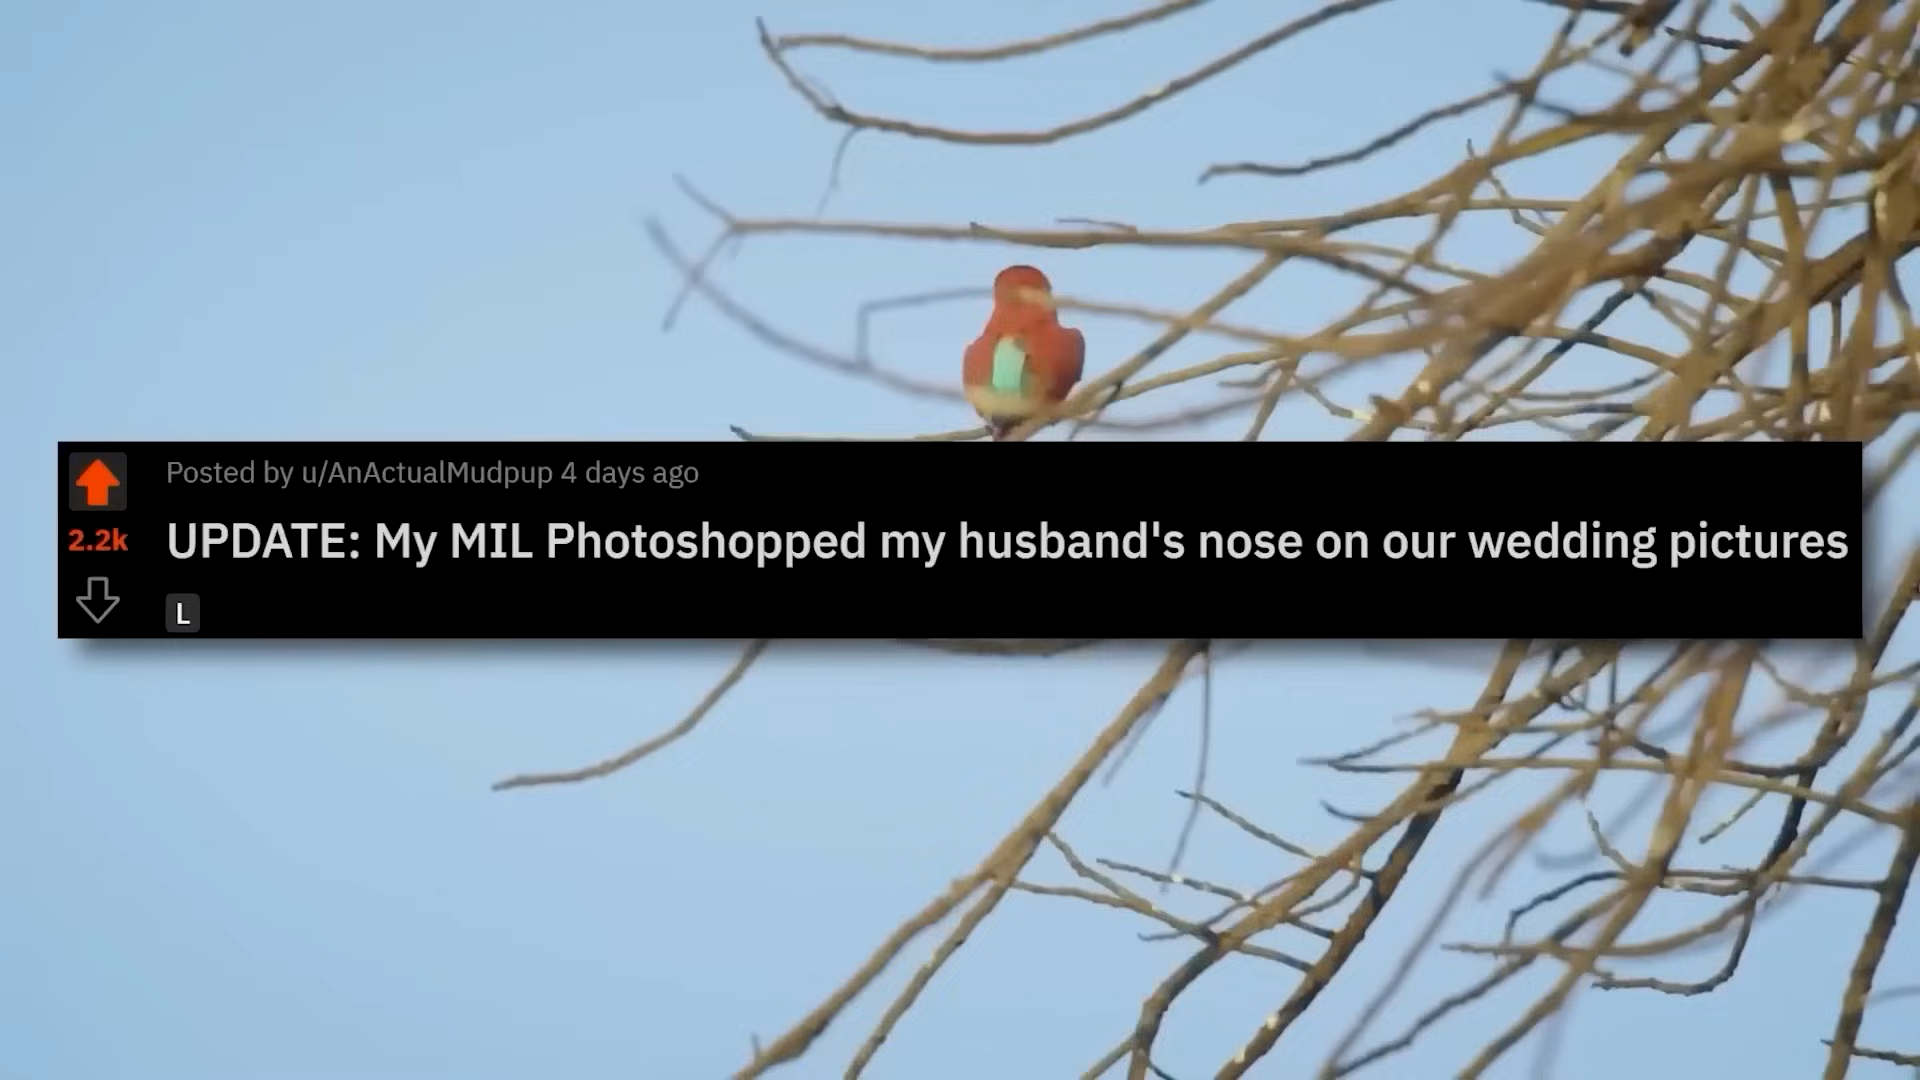 Posted by u/AnActualMudpup 4 days ago
2.2k
UPDATE: My MIL Photoshopped my husband's nose on our wedding pictures
L